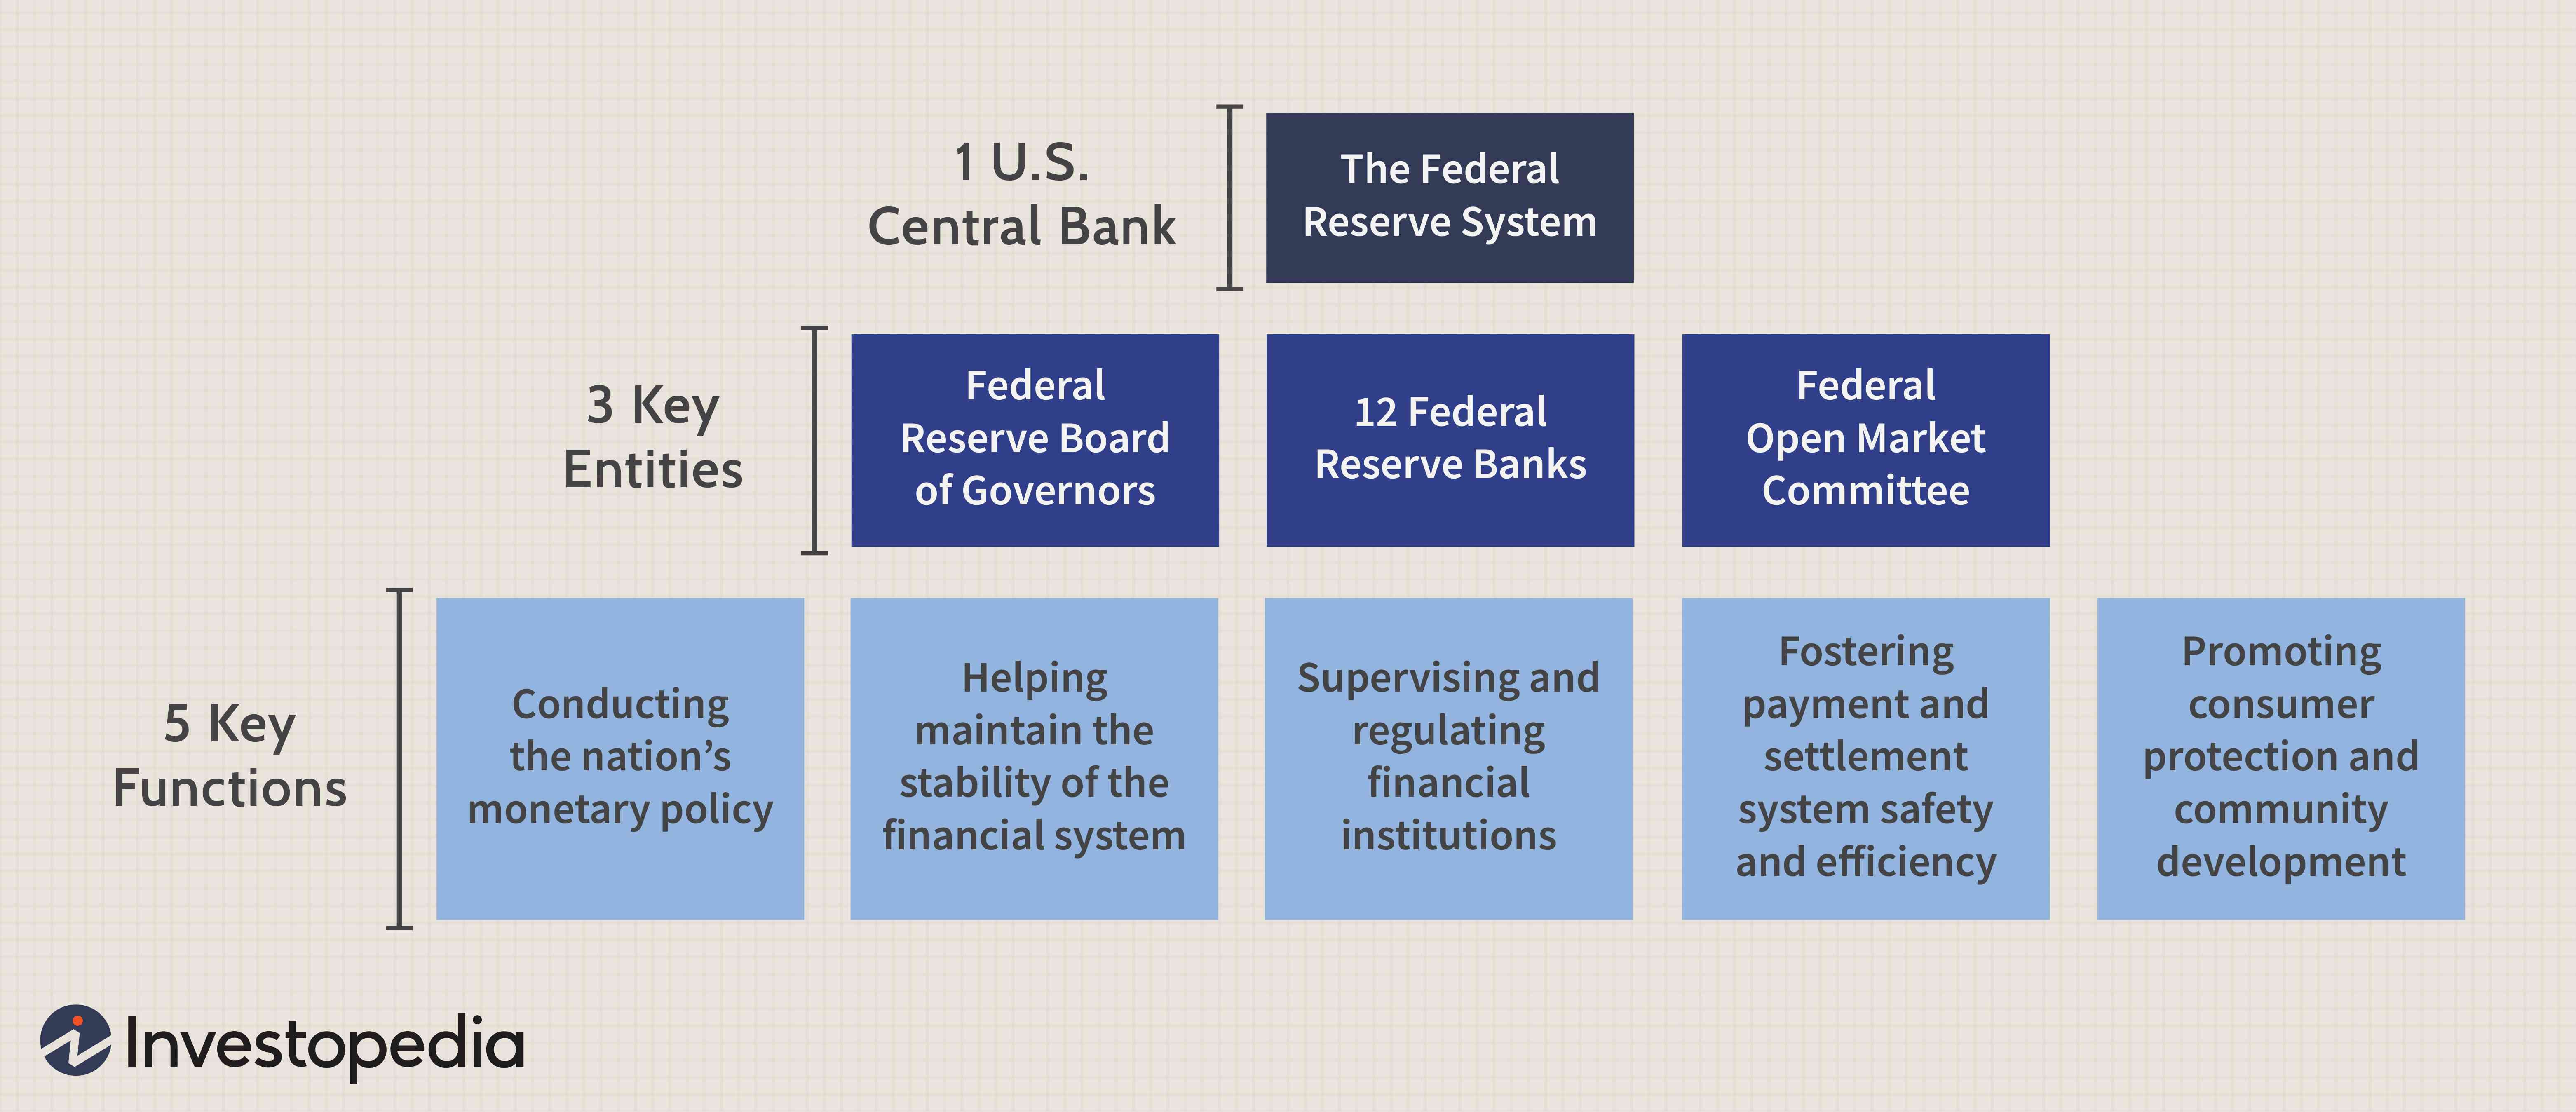 1 U.S.
Central Bank
The Federal
Reserve System
3 Key
Entities
Federal
Reserve Board
of Governors
12 Federal
Reserve Banks
Federal
Open Market
Committee
5 Key
Functions
Conducting
the nation’s
monetary policy
Helping
maintain the
stability of the
financial system
Supervising and
regulating
financial
institutions
Fostering
payment and
settlement
system safety
and efficiency
Promoting
consumer
protection and
community
development
Investopedia